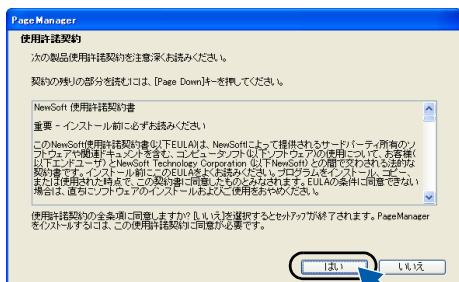 PageManager
使用許諾契約
次の製品使用許諾契約を注意深くお読みください。
契約の残りの部分を読むには、[Page Down]キーを押してください。
NewSoft 使用許諾契約書
重要 - インストール前に必ずお読みください
このNewSoft使用許諾契約書(以下EULA)は、NewSoftによって提供されるサードパーティ所有のソ
フトウェアや関連ドキュメントを含む、コンピュータソフト(以下ソフトウェア)の使用について、お客様(
以下エンドユーザ)とNewSoft Technology Corporation (以下NewSoft)との間で交わされる法的な
契約書です。インストール前にこのEULAをよくお読みください。プログラムをインストール、コピー、
または使用された時点で、この契約書に同意したものとみなされます。EULAの条件に同意できない
場合は、直ちにソフトウェアのインストールおよびご使用をおやめください。
使用許諾契約の全条項に同意しますか? [いいえ]を選択するとセットアップが終了されます。PageManager
をインストールするには、この使用許諾契約に同意が必要です。
はい
いいえ